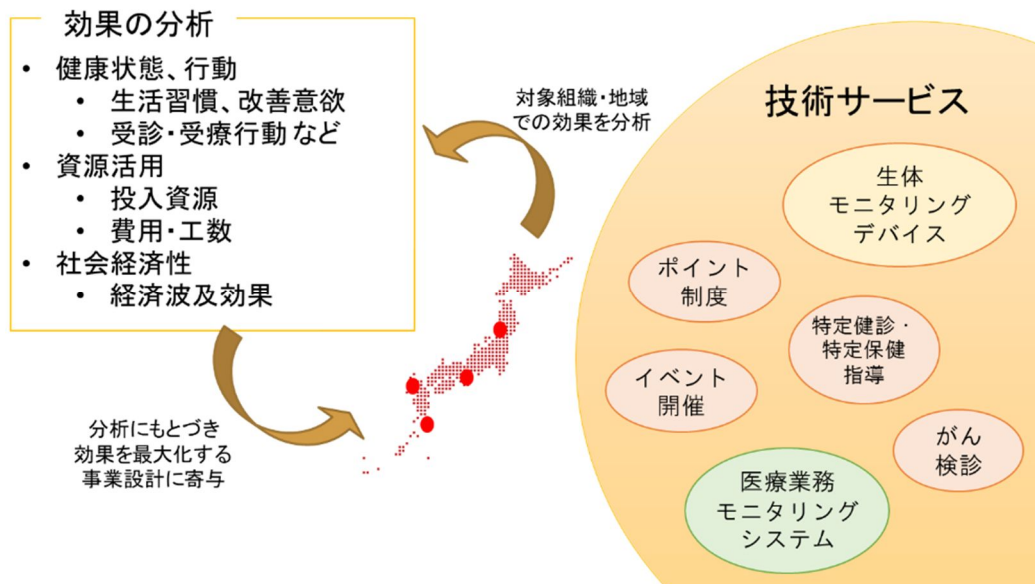 効果の分析
• 健康状態、行動
• 生活習慣、改善意欲
• 受診・受療行動 など
• 資源活用
• 投入資源
• 費用・工数
• 社会経済性
• 経済波及効果
対象組織・地域
での効果を分析
分析にもとづき
効果を最大化する
事業設計に寄与
技術サービス
生体
モニタリング
デバイス
ポイント
制度
特定健診・
特定保健
指導
イベント
開催
がん
検診
医療業務
モニタリング
システム